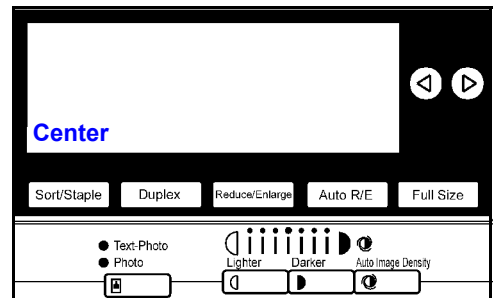 Center
Sort/Staple Duplex Reduce/Enlarge Auto R/E Full Size
Text-Photo
Photo
Lighter Darker Auto Image Density